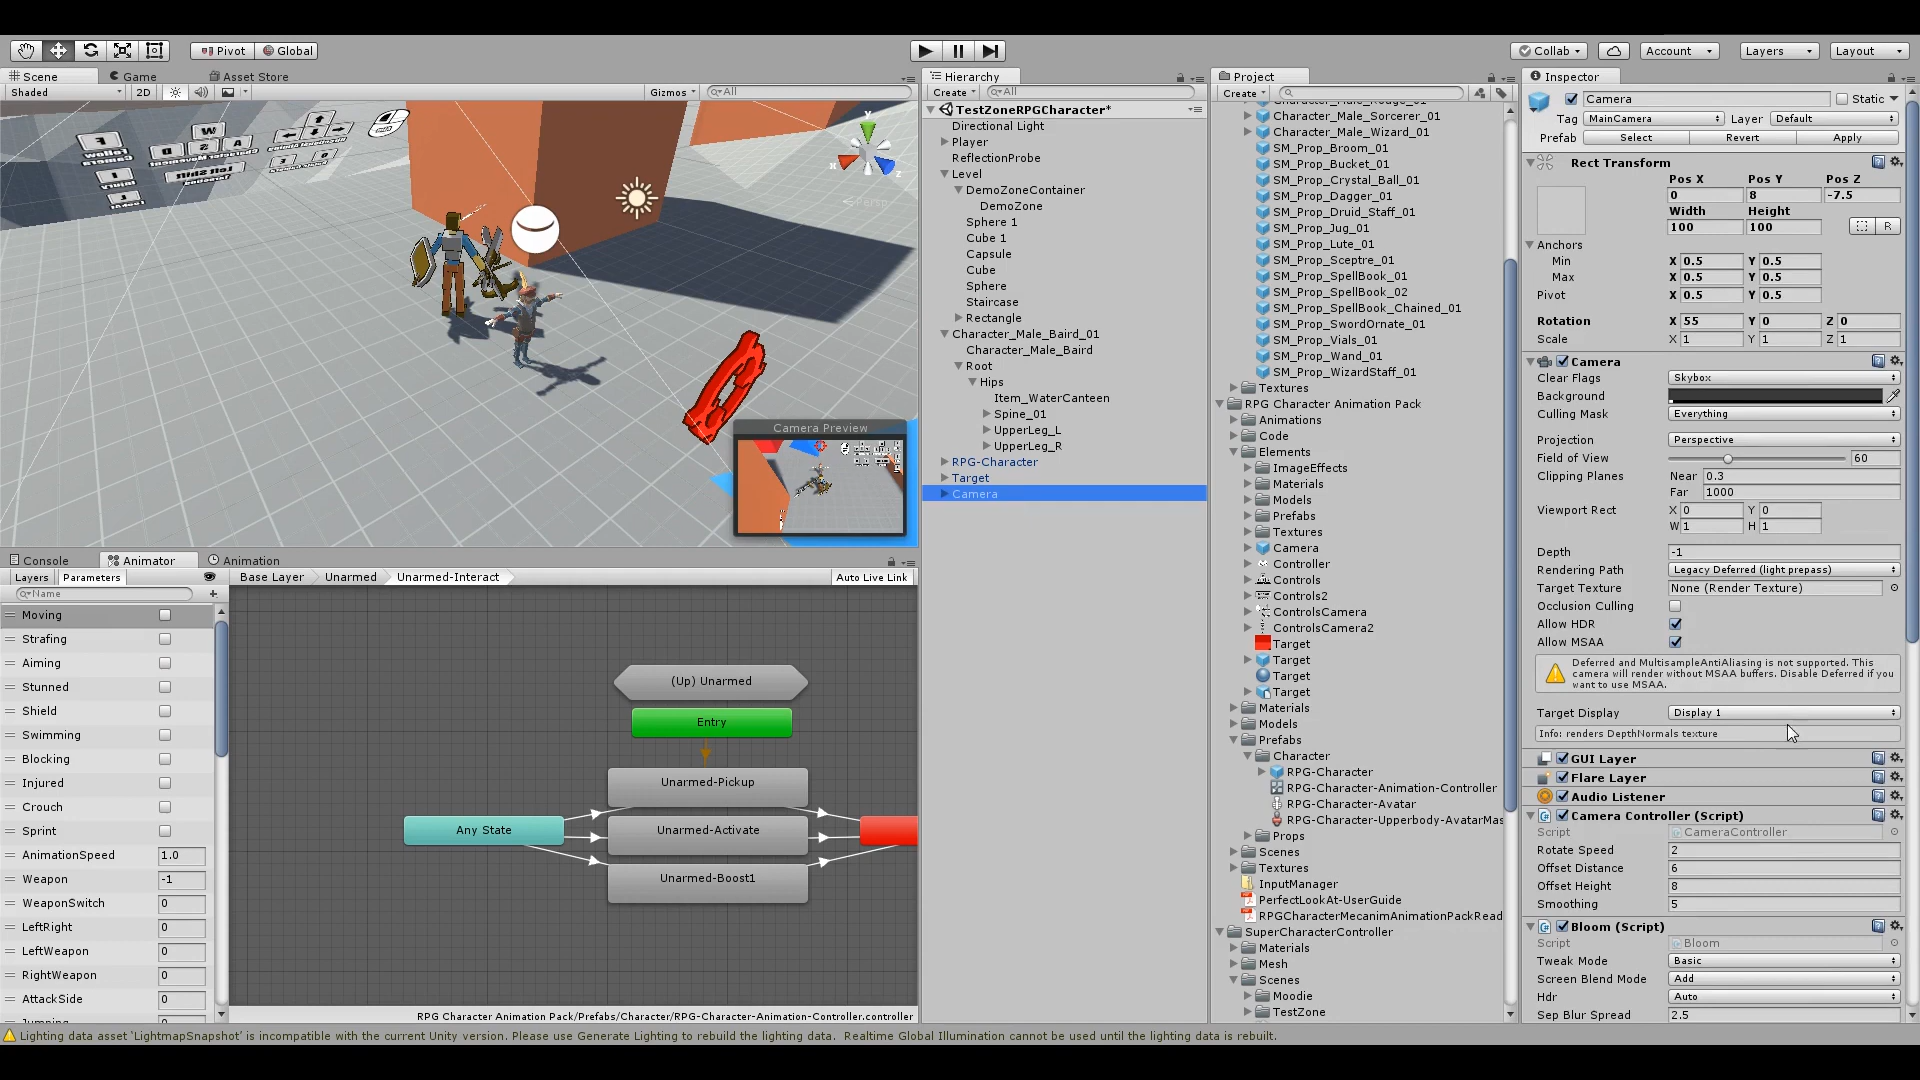 Pivot Global Collab Account Layers Layout
Scene Game Asset Store
Shaded 2D Gizmos All
W
Persp
Camera Preview
Hierarchy
Create All
TestZoneRPGCharacter*
Directional Light
Player
ReflectionProbe
Level
DemoZoneContainer
DemoZone
Sphere 1
Cube 1
Capsule
Cube
Sphere
Staircase
Rectangle
Character_Male_Baird_01
Character_Male_Baird
Root
Hips
Item_WaterCanteen
Spine_01
UpperLeg_L
UpperLeg_R
RPG-Character
Target
Camera
Project
Create
Character_Male_Rouge_01
Character_Male_Sorcerer_01
Character_Male_Wizard_01
SM_Prop_Broom_01
SM_Prop_Bucket_01
SM_Prop_Crystal_Ball_01
SM_Prop_Dagger_01
SM_Prop_Druid_Staff_01
SM_Prop_Jug_01
SM_Prop_Lute_01
SM_Prop_Sceptre_01
SM_Prop_SpellBook_01
SM_Prop_SpellBook_02
SM_Prop_SpellBook_Chained_01
SM_Prop_SwordOrnate_01
SM_Prop_Vials_01
SM_Prop_Wand_01
SM_Prop_WizardStaff_01
Textures
RPG Character Animation Pack
Animations
Code
Elements
ImageEffects
Materials
Models
Prefabs
Textures
Camera
Controller
Controls
Controls2
ControlsCamera
ControlsCamera2
Target
Target
Target
Target
Materials
Models
Prefabs
Character
RPG-Character
RPG-Character-Animation-Controller
RPG-Character-Avatar
RPG-Character-Upperbody-AvatarMas
Props
Scenes
Textures
InputManager
PerfectLookAt-UserGuide
RPGCharacterMecanimAnimationPackRead
SuperCharacterController
Materials
Mesh
Scenes
Moodie
TestZone
Inspector
Camera Static
Tag MainCamera Layer Default
Prefab Select Revert Apply
Rect Transform
Pos X Pos Y Pos Z
0 8 -7.5
Width Height
100 100 R
Anchors
Min X 0.5 Y 0.5
Max X 0.5 Y 0.5
Pivot X 0.5 Y 0.5
Rotation X 55 Y 0 Z 0
Scale X 1 Y 1 Z 1
Camera
Clear Flags Skybox
Background
Culling Mask Everything
Projection Perspective
Field of View 60
Clipping Planes Near 0.3
Far 1000
Viewport Rect X 0 Y 0
W 1 H 1
Depth -1
Rendering Path Legacy Deferred (light prepass)
Target Texture None (Render Texture)
Occlusion Culling
Allow HDR
Allow MSAA
Deferred and MultisampleAntiAliasing is not supported. This
camera will render without MSAA buffers. Disable Deferred if you
want to use MSAA.
Target Display Display 1
Info: renders DepthNormals texture
GUI Layer
Flare Layer
Audio Listener
Camera Controller (Script)
Script CameraController
Rotate Speed 2
Offset Distance 6
Offset Height 8
Smoothing 5
Bloom (Script)
Script Bloom
Tweak Mode Basic
Screen Blend Mode Add
Hdr Auto
Sep Blur Spread 2.5
Console Animator Animation
Layers Parameters
Name
Moving
Strafing
Aiming
Stunned
Shield
Swimming
Blocking
Injured
Crouch
Sprint
AnimationSpeed 1.0
Weapon -1
WeaponSwitch 0
LeftRight 0
LeftWeapon 0
RightWeapon 0
AttackSide 0
Base Layer Unarmed Unarmed-Interact Auto Live Link
(Up) Unarmed
Entry
Unarmed-Pickup
Any State
Unarmed-Activate
Unarmed-Boost1
RPG Character Animation Pack/Prefabs/Character/RPG-Character-Animation-Controller.controller
Lighting data asset 'LightmapSnapshot' is incompatible with the current Unity version. Please use Generate Lighting to rebuild the lighting data. Realtime Global Illumination cannot be used until the lighting data is rebuilt.